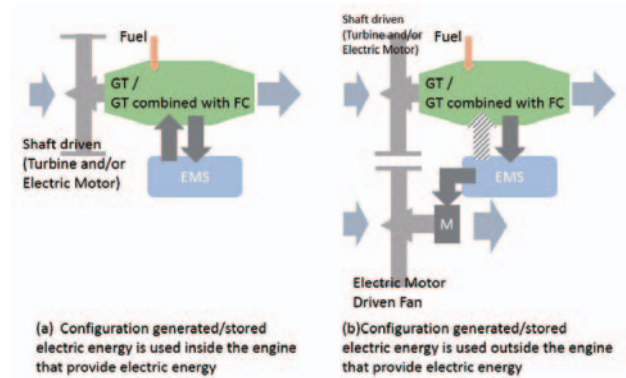 Fuel
GT /
GT combined with FC
Shaft driven
(Turbine and/or
Electric Motor)
EMS
(a) Configuration generated/stored
electric energy is used inside the engine
that provide electric energy
Shaft driven
(Turbine and/or
Electric Motor)
Fuel
GT /
GT combined with FC
EMS
M
Electric Motor
Driven Fan
(b)Configuration generated/stored
electric energy is used outside the engine
that provide electric energy